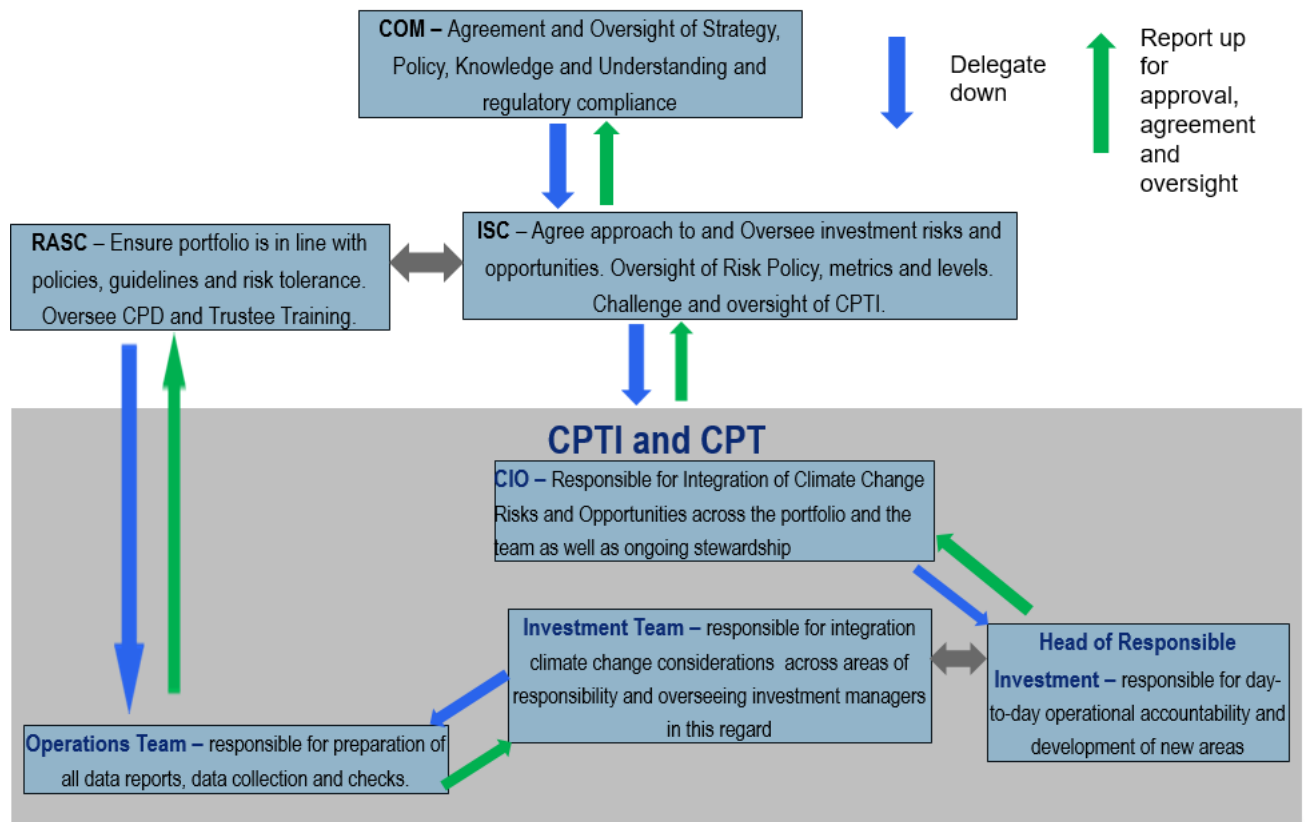 COM – Agreement and Oversight of Strategy,
Policy, Knowledge and Understanding and
regulatory compliance
Delegate
down
Report up
for
approval,
agreement
and
oversight
RASC – Ensure portfolio is in line with
policies, guidelines and risk tolerance.
Oversee CPD and Trustee Training.
ISC – Agree approach to and Oversee investment risks and
opportunities. Oversight of Risk Policy, metrics and levels.
Challenge and oversight of CPTI.
CPTI and CPT
CIO – Responsible for Integration of Climate Change
Risks and Opportunities across the portfolio and the
team as well as ongoing stewardship
Investment Team – responsible for integration
climate change considerations across areas of
responsibility and overseeing investment managers
in this regard
Head of Responsible
Investment – responsible for day-
to-day operational accountability and
development of new areas
Operations Team – responsible for preparation of
all data reports, data collection and checks.